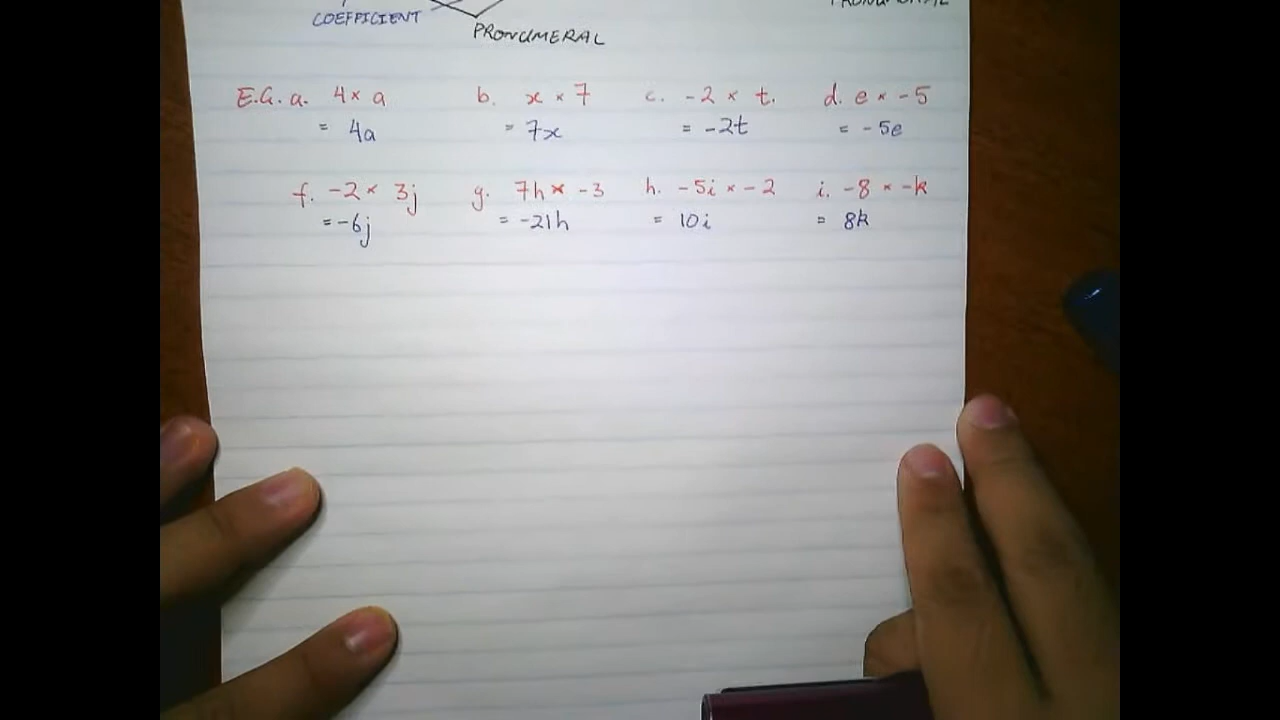 COEFFICIENT
PRONUMERAL
E.G. a. 4 × a b. x × 7 c. -2 × t. d. e × -5
= 4a = 7x = -2t = -5e
f. -2 × 3j g. 7h × -3 h. -5i × -2 i. -8 × -k
= -6j = -21h = 10i = 8k